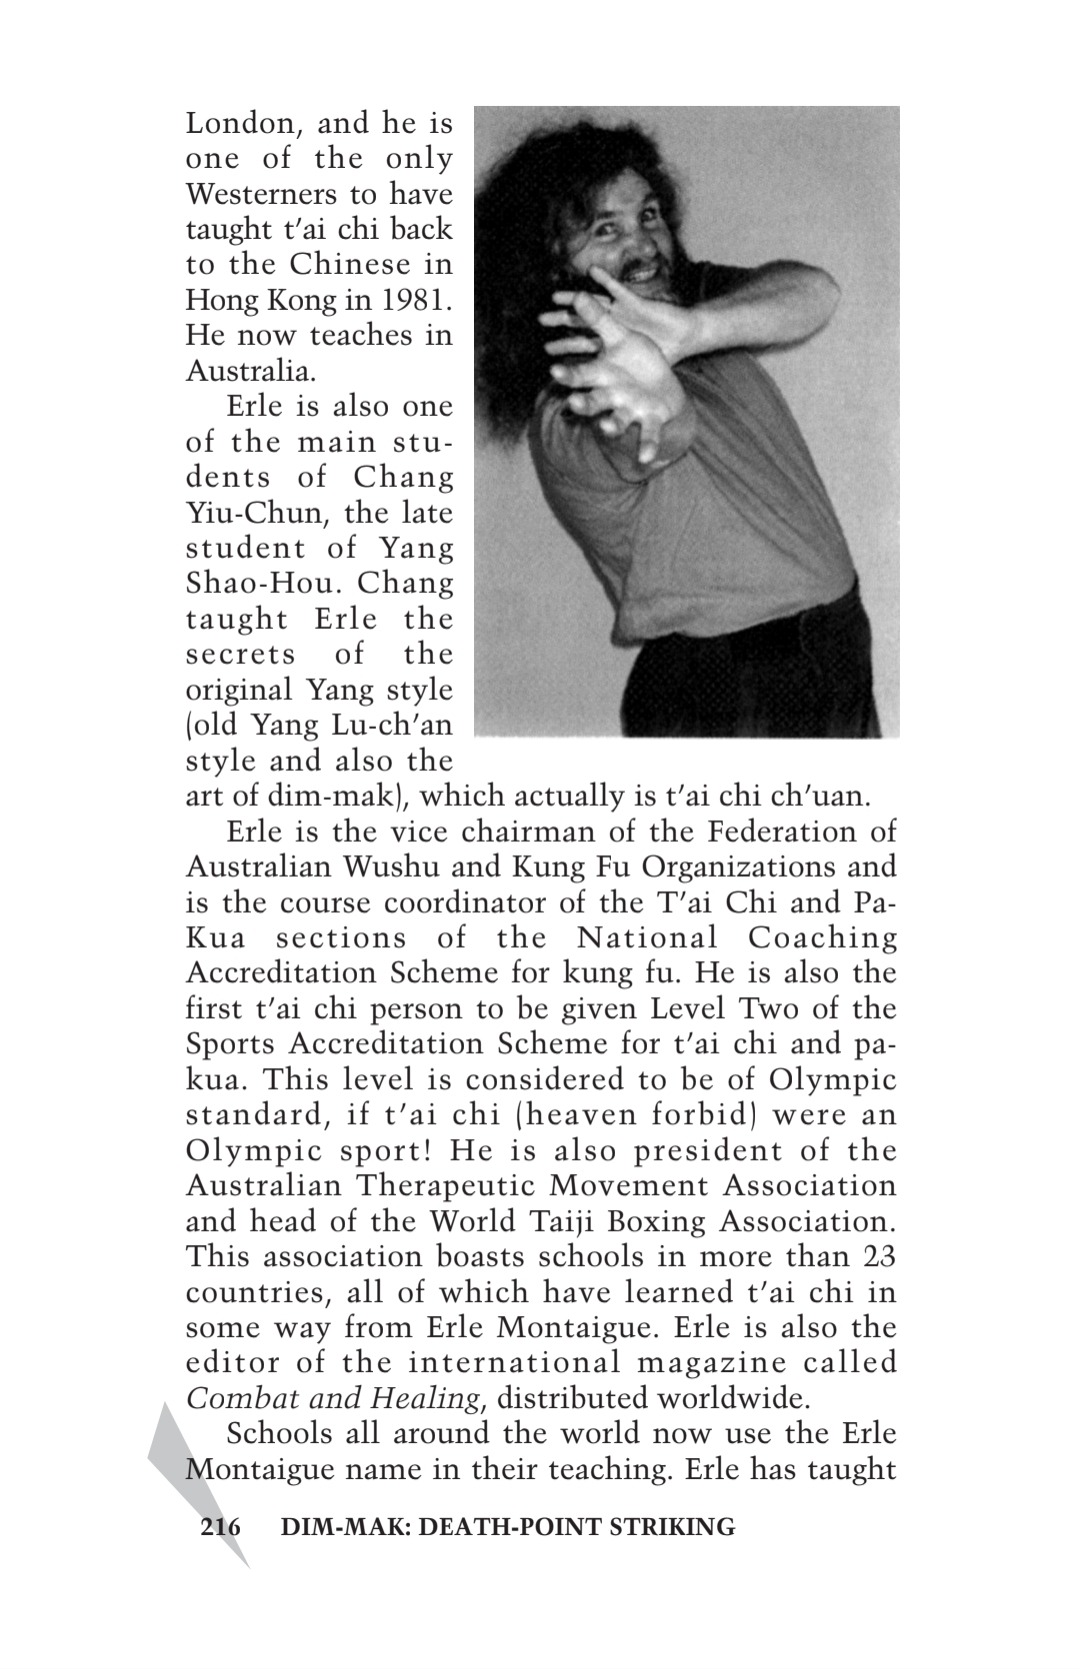 London, and he is
one of the only
Westerners to have
taught t’ai chi back
to the Chinese in
Hong Kong in 1981.
He now teaches in
Australia.
Erle is also one
of the main stu-
dents of Chang
Yiu-Chun, the late
student of Yang
Shao-Hou. Chang
taught Erle the
secrets of the
original Yang style
(old Yang Lu-ch’an
style and also the
art of dim-mak), which actually is t’ai chi ch’uan.
Erle is the vice chairman of the Federation of
Australian Wushu and Kung Fu Organizations and
is the course coordinator of the T’ai Chi and Pa-
Kua sections of the National Coaching
Accreditation Scheme for kung fu. He is also the
first t’ai chi person to be given Level Two of the
Sports Accreditation Scheme for t’ai chi and pa-
kua. This level is considered to be of Olympic
standard, if t’ai chi (heaven forbid) were an
Olympic sport! He is also president of the
Australian Therapeutic Movement Association
and head of the World Taiji Boxing Association.
This association boasts schools in more than 23
countries, all of which have learned t’ai chi in
some way from Erle Montaigue. Erle is also the
editor of the international magazine called
Combat and Healing, distributed worldwide.
Schools all around the world now use the Erle
Montaigue name in their teaching. Erle has taught
216 DIM-MAK: DEATH-POINT STRIKING